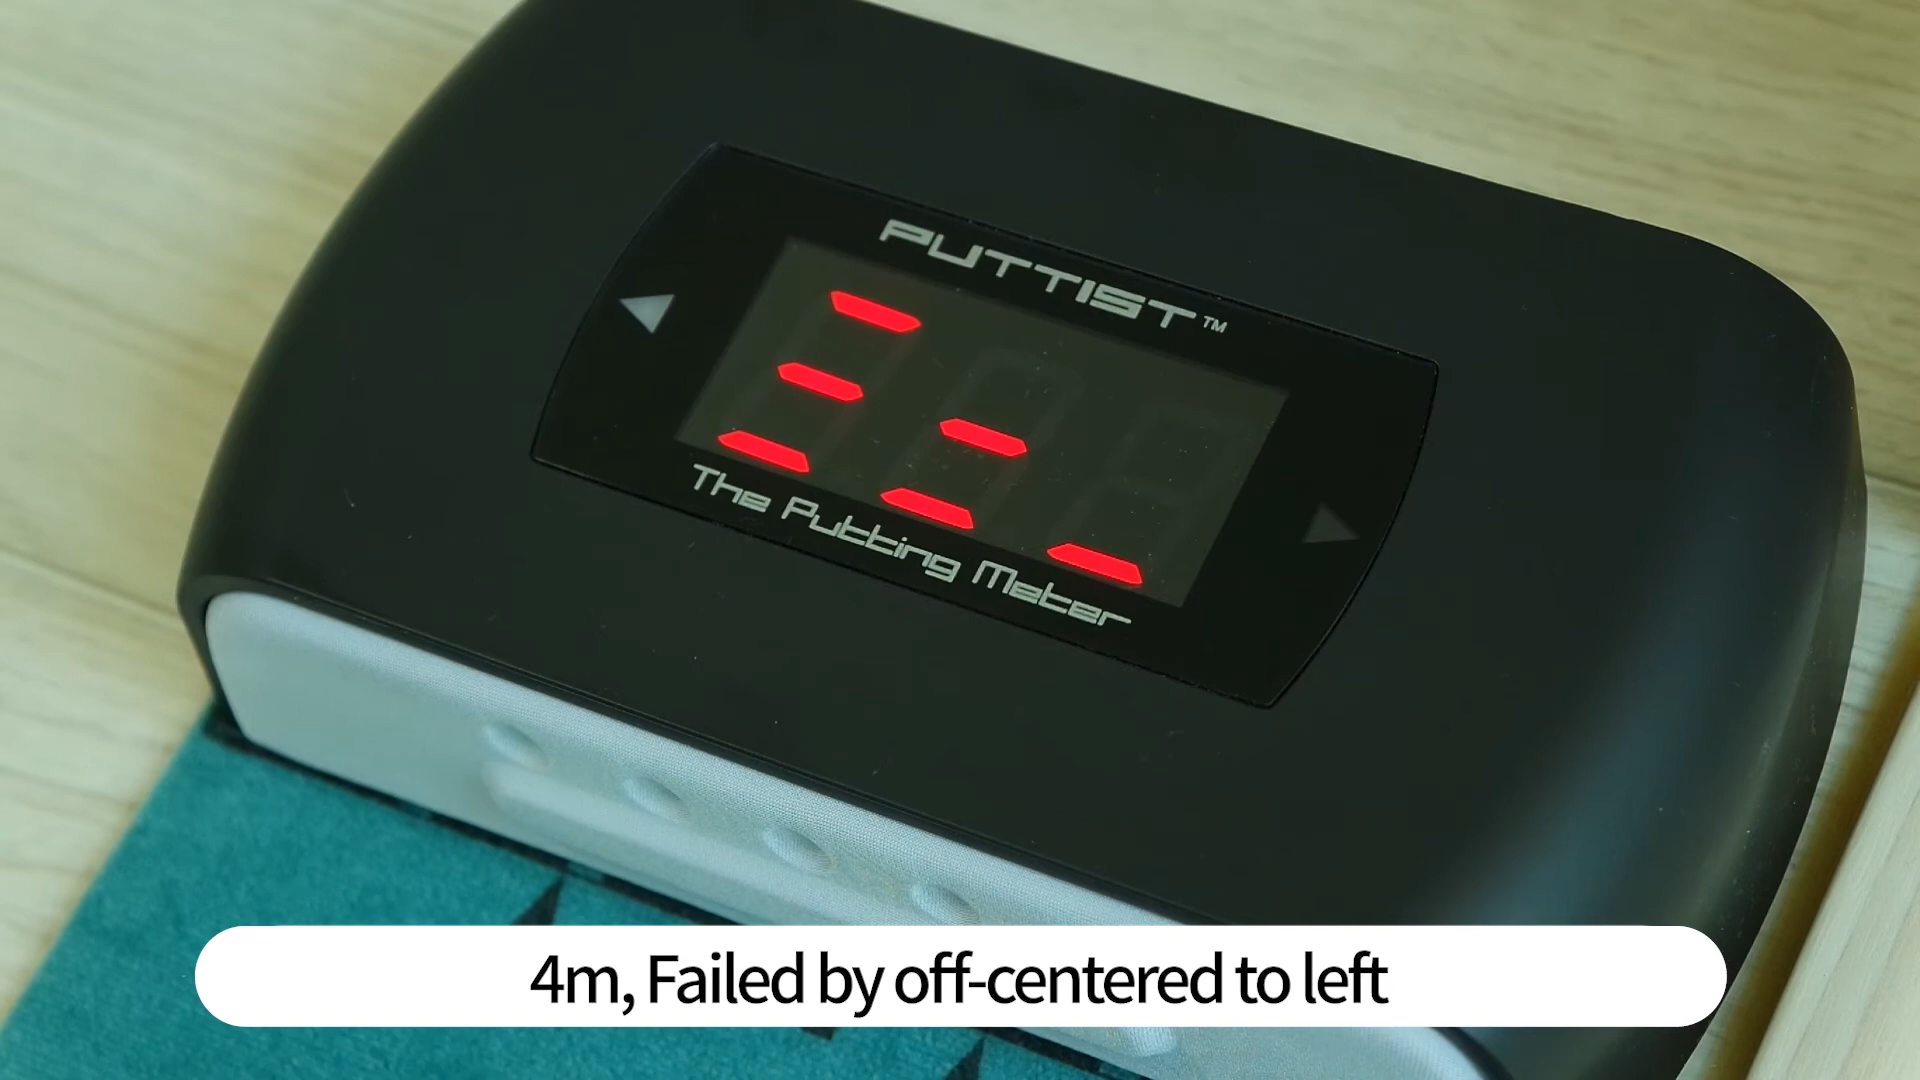 PUTTIST™
The Putting Meter
4m, Failed by off-centered to left